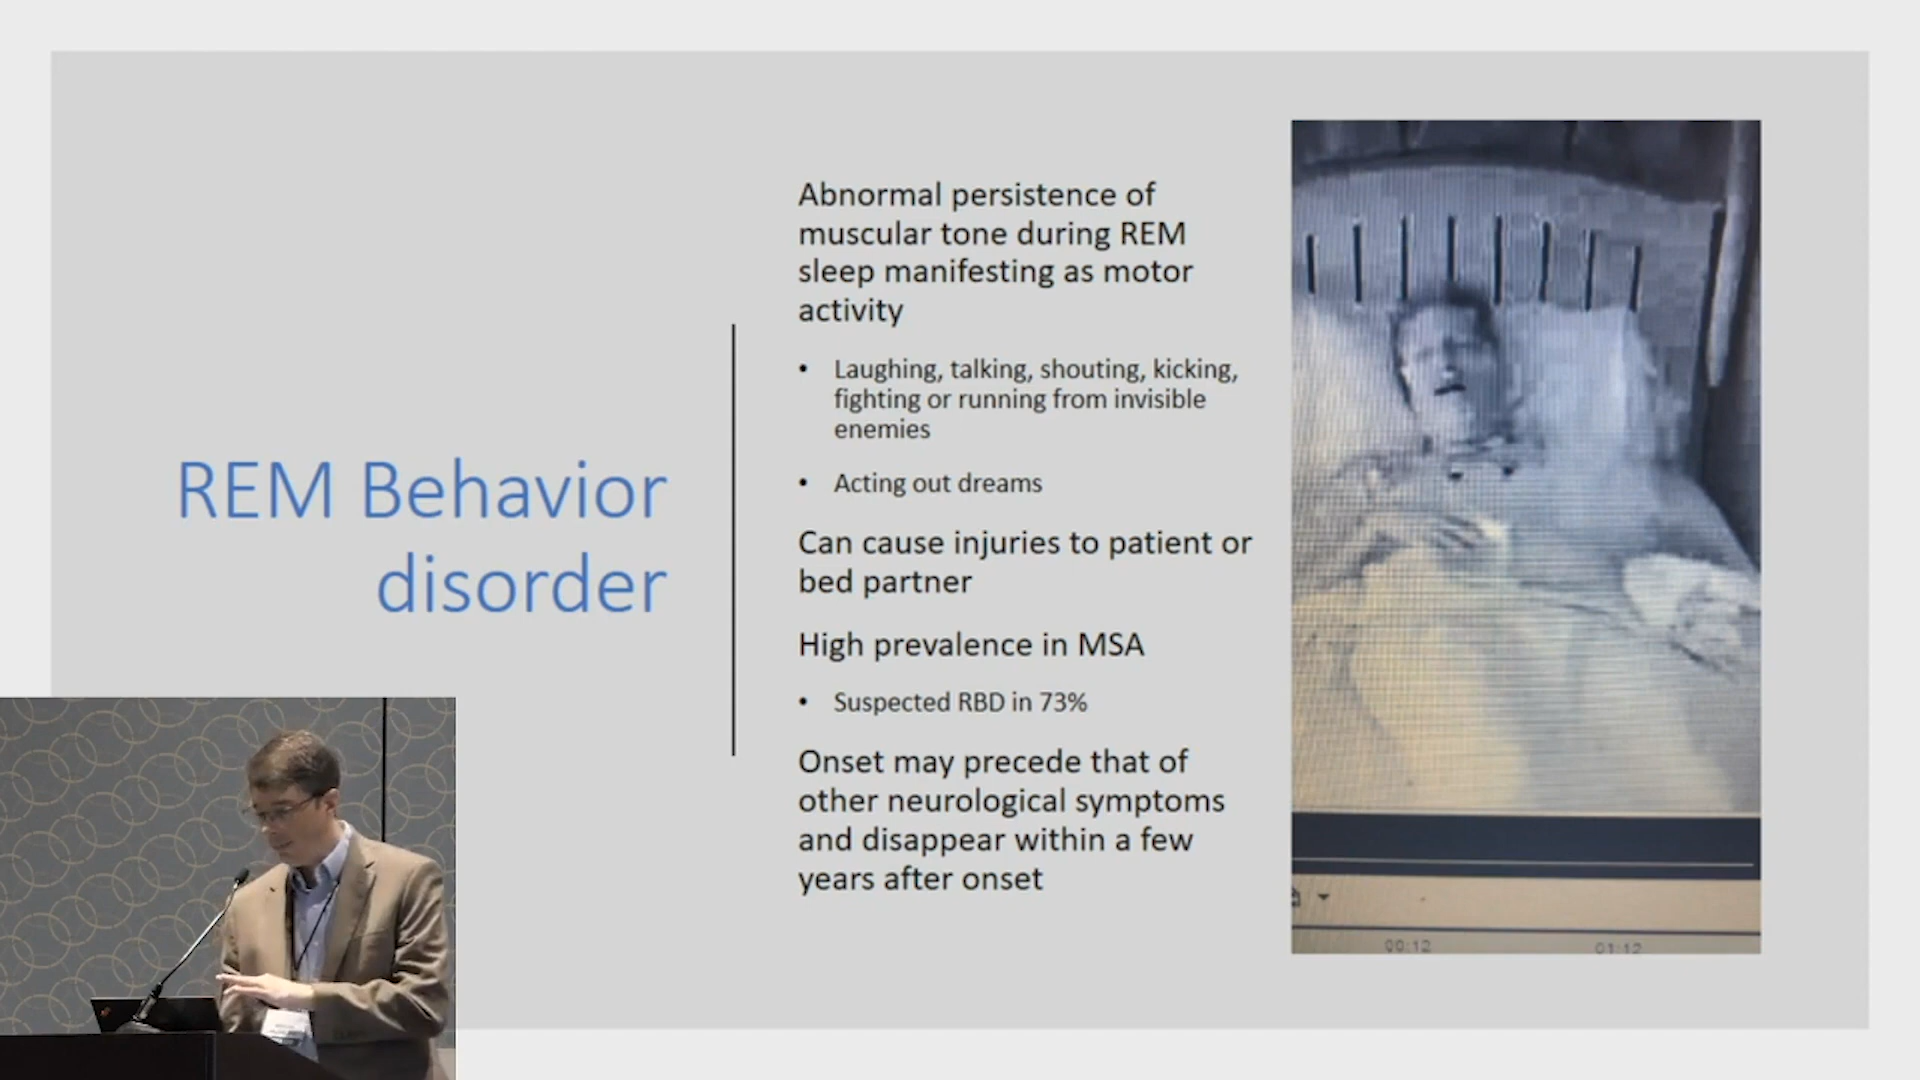 REM Behavior
disorder
Abnormal persistence of
muscular tone during REM
sleep manifesting as motor
activity
• Laughing, talking, shouting, kicking,
fighting or running from invisible
enemies
• Acting out dreams
Can cause injuries to patient or
bed partner
High prevalence in MSA
• Suspected RBD in 73%
Onset may precede that of
other neurological symptoms
and disappear within a few
years after onset
00:12
01:12